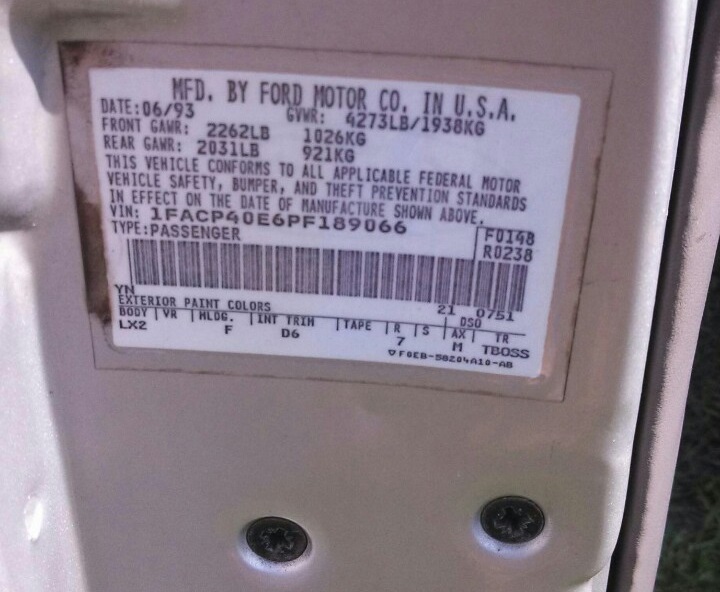 MFD. BY FORD MOTOR CO. IN U.S.A.
DATE:06/93 GVWR: 4273LB/1938KG
FRONT GAWR: 2262LB 1026KG
REAR GAWR: 2031LB 921KG
THIS VEHICLE CONFORMS TO ALL APPLICABLE FEDERAL MOTOR
VEHICLE SAFETY, BUMPER, AND THEFT PREVENTION STANDARDS
IN EFFECT ON THE DATE OF MANUFACTURE SHOWN ABOVE.
VIN: 1FACP40E6PF189066
TYPE:PASSENGER
F0148
R0238
YN 21 0751
EXTERIOR PAINT COLORS DSO
BODY VR MLDG. INT TRIM TAPE R S AX TR
LX2 F D6 7 M TBOSS
F0EB-58204A10-AB